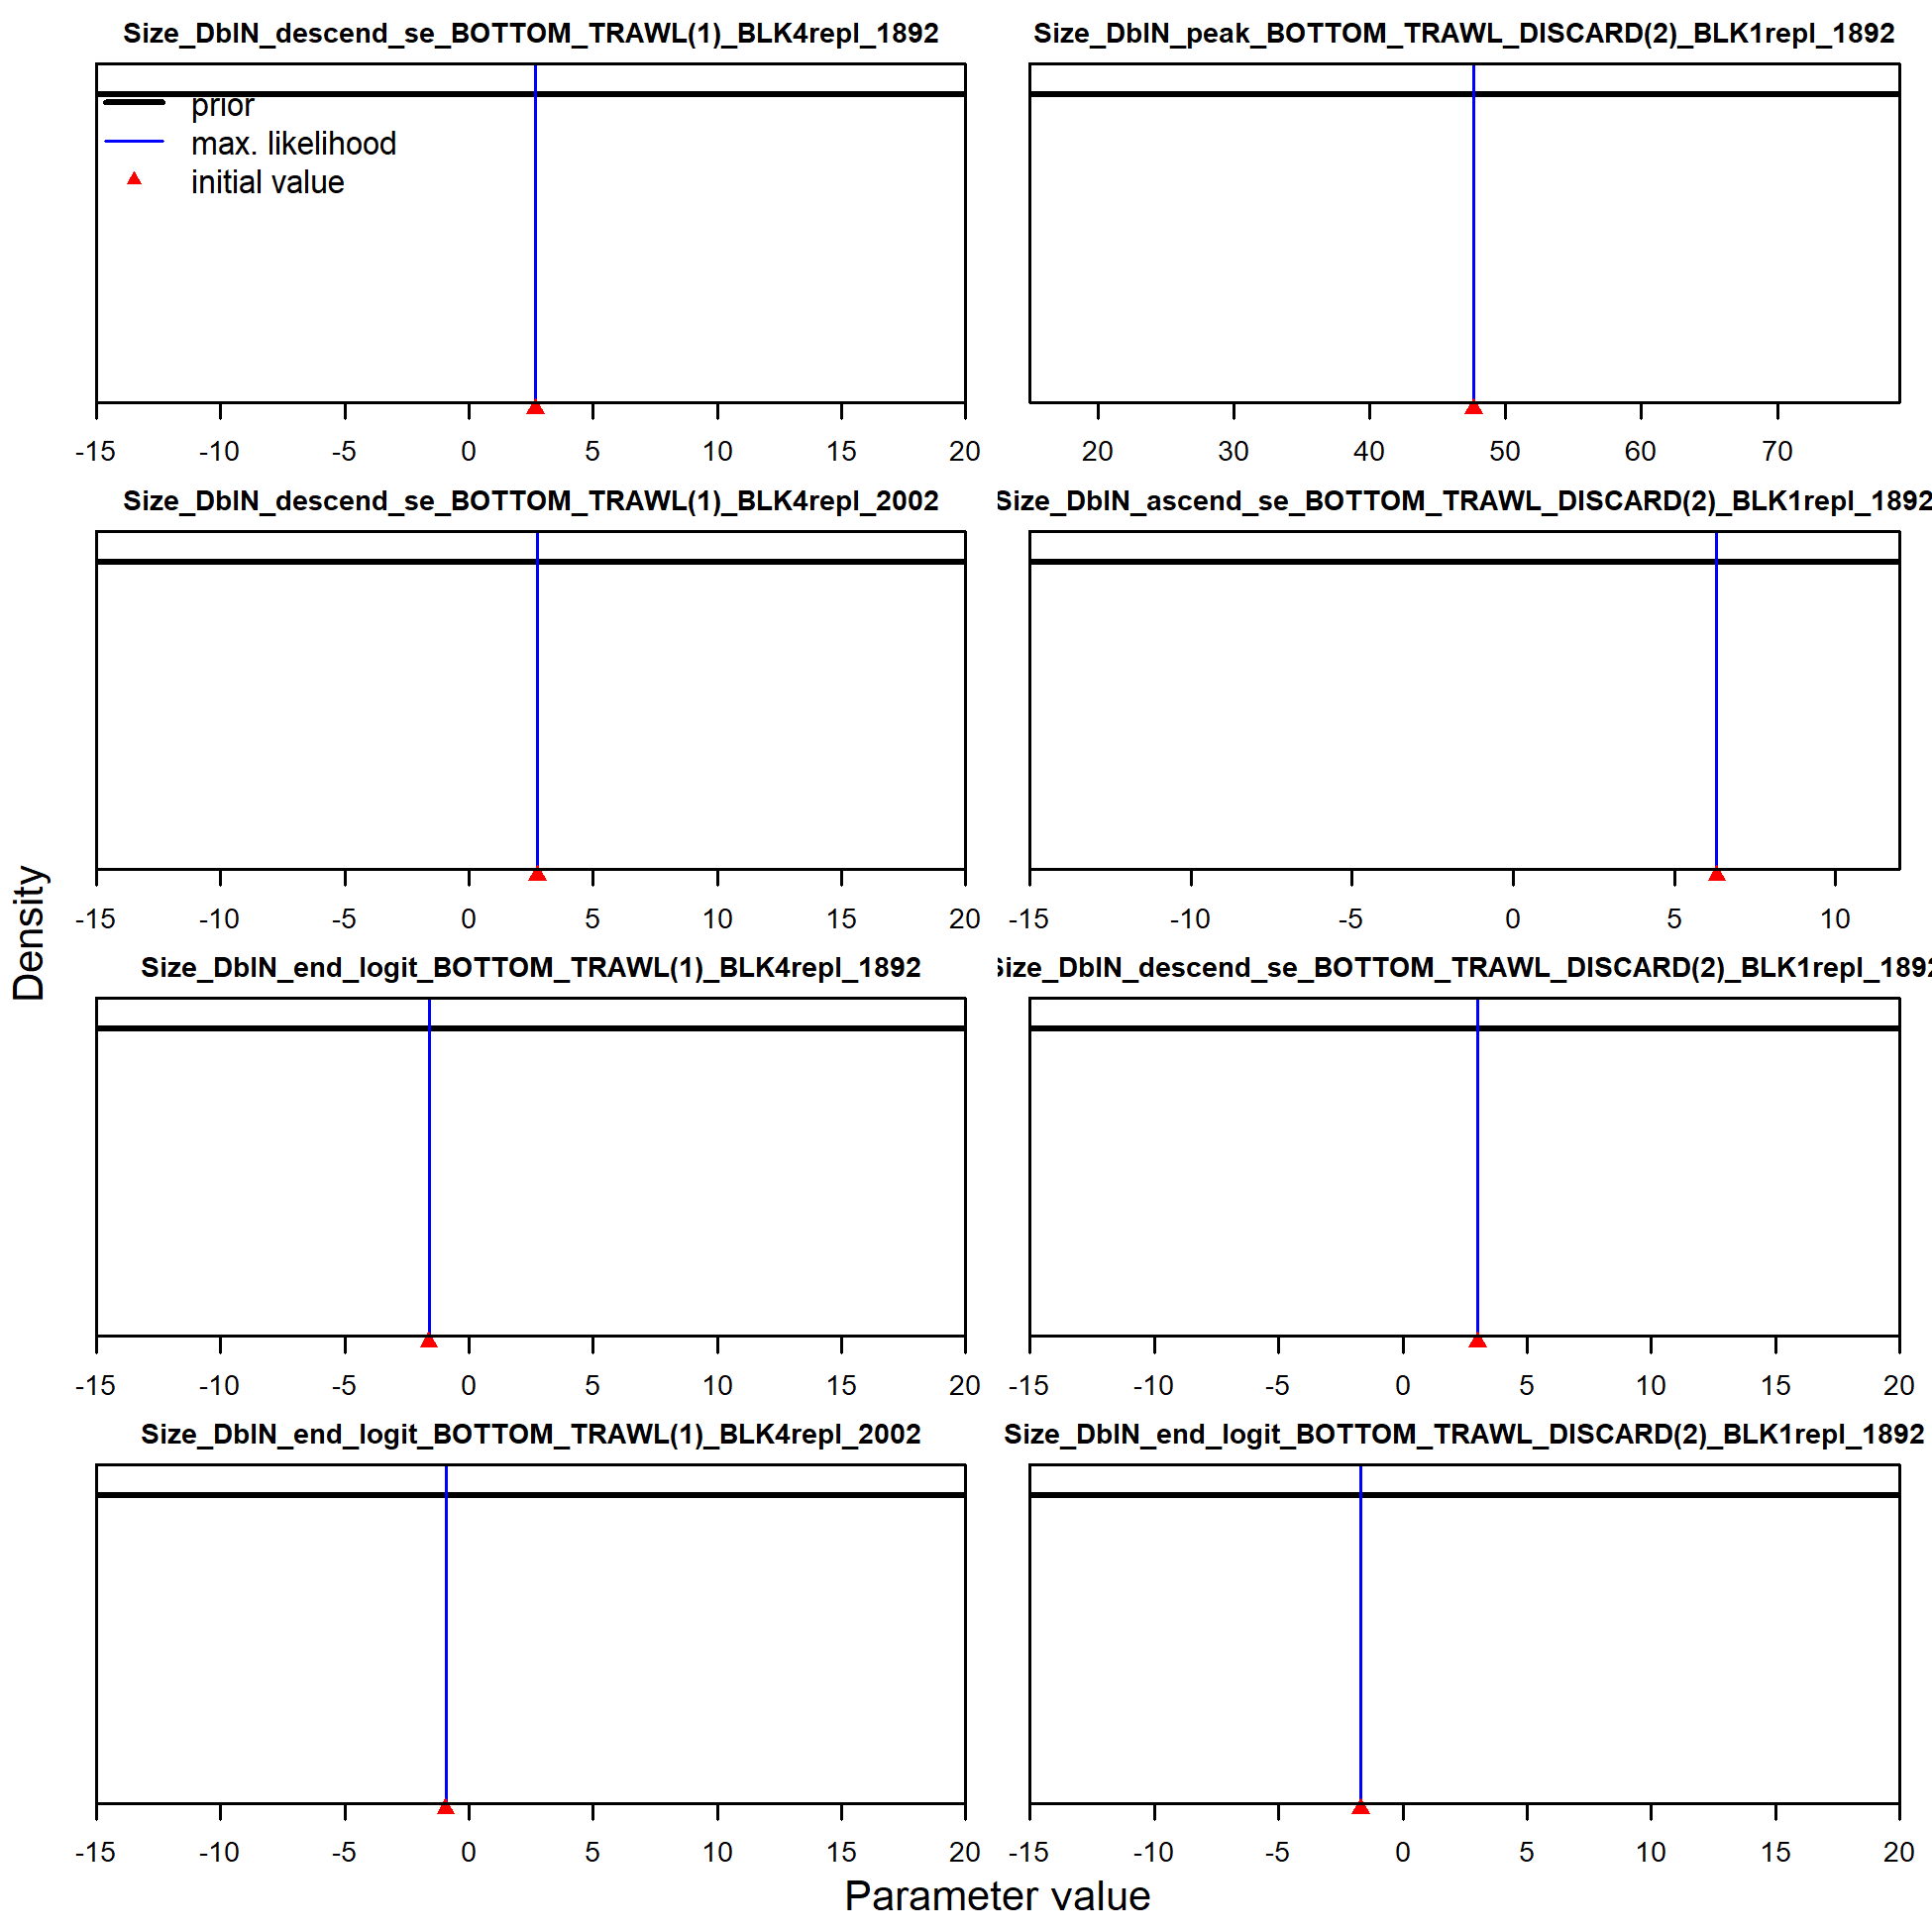 Size_DblN_descend_se_BOTTOM_TRAWL(1)_BLK4repl_1892
prior
max. likelihood
initial value
-15 -10 -5 0 5 10 15 20
Size_DblN_peak_BOTTOM_TRAWL_DISCARD(2)_BLK1repl_1892
20 30 40 50 60 70
Size_DblN_descend_se_BOTTOM_TRAWL(1)_BLK4repl_2002
-15 -10 -5 0 5 10 15 20
Size_DblN_ascend_se_BOTTOM_TRAWL_DISCARD(2)_BLK1repl_1892
-15 -10 -5 0 5 10
Size_DblN_end_logit_BOTTOM_TRAWL(1)_BLK4repl_1892
-15 -10 -5 0 5 10 15 20
Size_DblN_descend_se_BOTTOM_TRAWL_DISCARD(2)_BLK1repl_1892
-15 -10 -5 0 5 10 15 20
Size_DblN_end_logit_BOTTOM_TRAWL(1)_BLK4repl_2002
-15 -10 -5 0 5 10 15 20
Size_DblN_end_logit_BOTTOM_TRAWL_DISCARD(2)_BLK1repl_1892
-15 -10 -5 0 5 10 15 20
Density
Parameter value